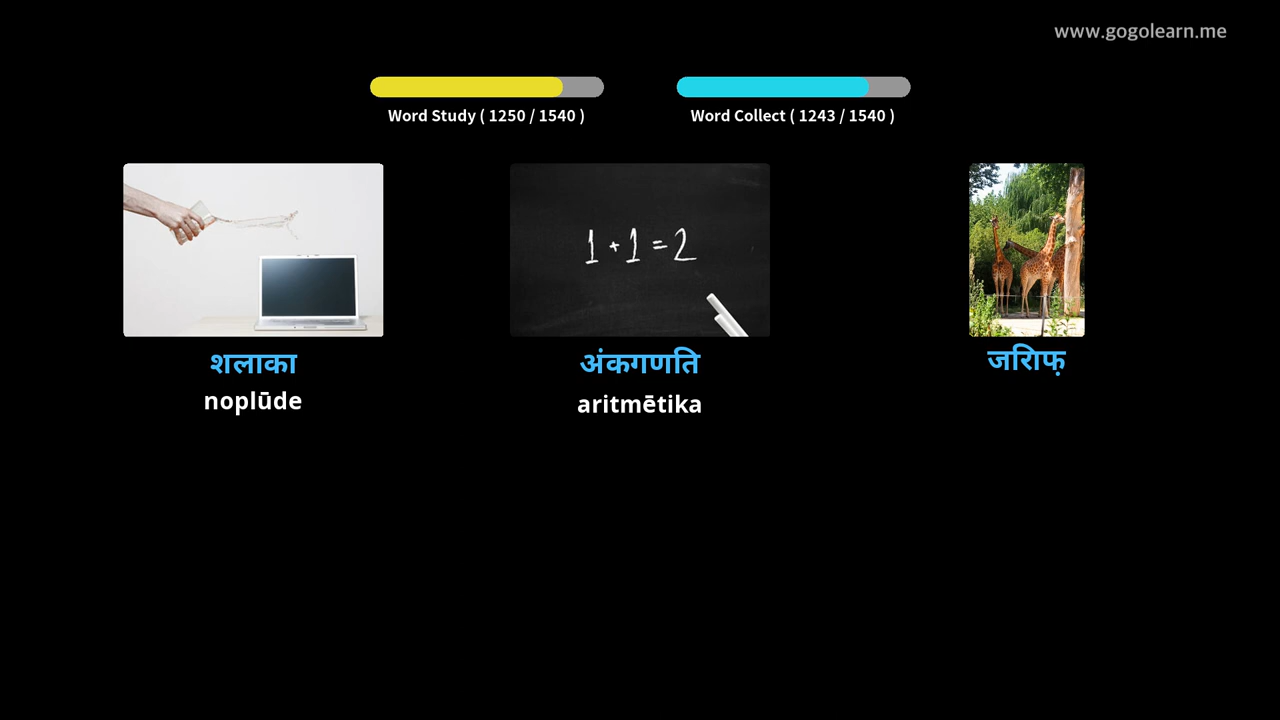 www.gogolearn.me
Word Study ( 1250 / 1540 )
Word Collect ( 1243 / 1540 )
1 + 1 = 2
शलाका
अंकगणति
जरिाफ़
noplūde
aritmētika